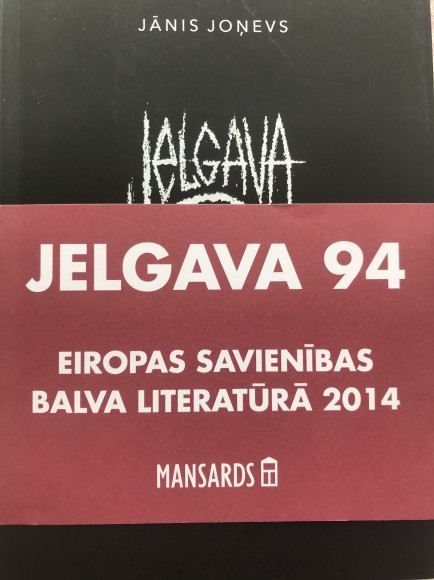 JĀNIS JOŅEVS
JELGAVA
JELGAVA 94
EIROPAS SAVIENĪBAS
BALVA LITERATŪRĀ 2014
MANSARDS